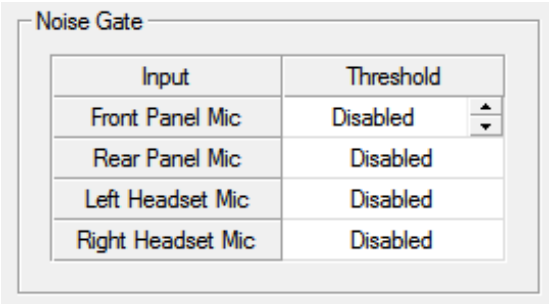 Noise Gate
Input Threshold
Front Panel Mic Disabled
Rear Panel Mic Disabled
Left Headset Mic Disabled
Right Headset Mic Disabled